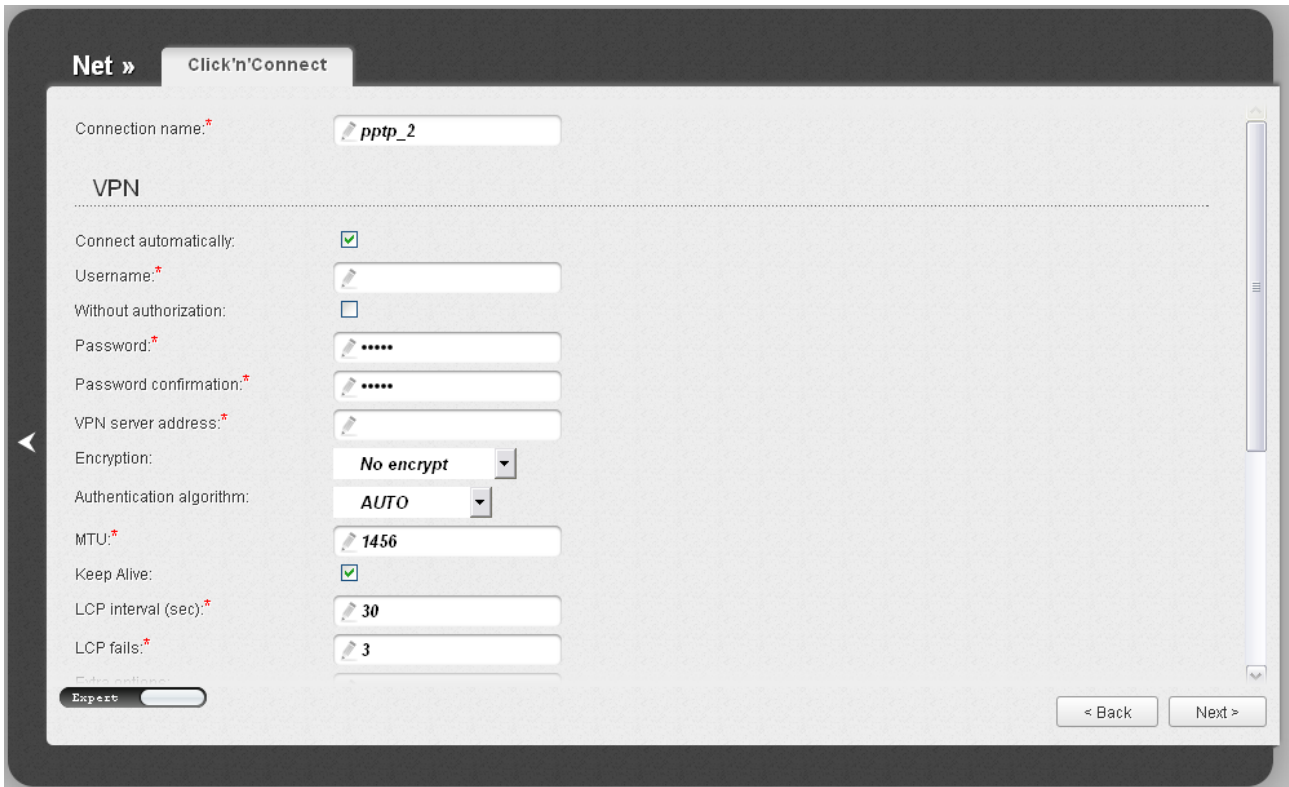 Net »
Click'n'Connect
Connection name:* pptp_2
VPN
Connect automatically:
Username:*
Without authorization:
Password:* •••••
Password confirmation:* •••••
VPN server address:*
Encryption: No encrypt
Authentication algorithm: AUTO
MTU:* 1456
Keep Alive:
LCP interval (sec):* 30
LCP fails:* 3
Extra options:
Expert
< Back Next >